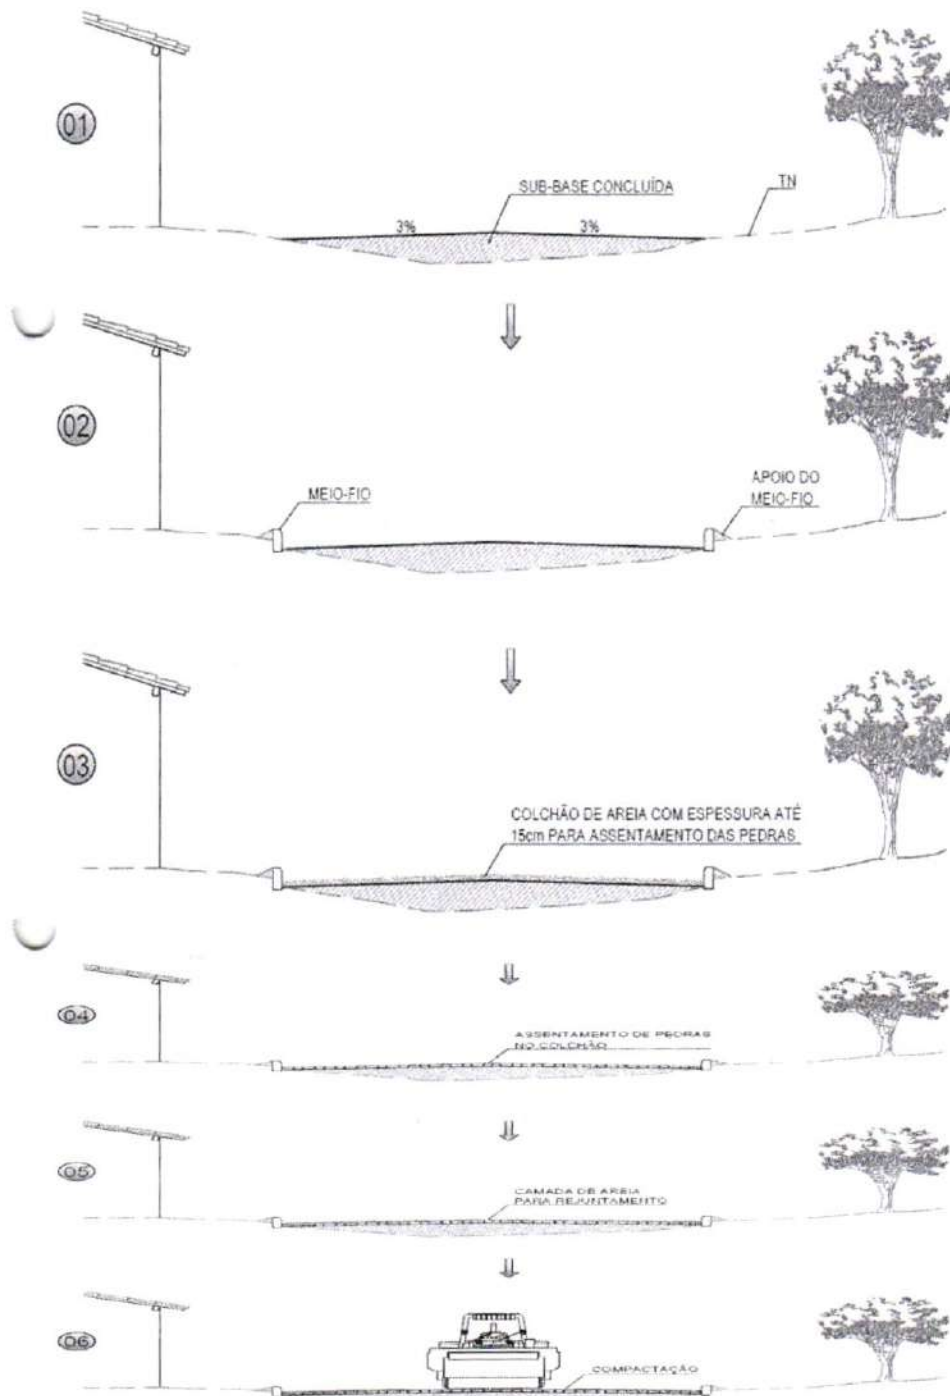 01
SUB-BASE CONCLUÍDA
TN
3%
3%
02
MEIO-FIO
APOIO DO
MEIO-FIO
03
COLCHÃO DE AREIA COM ESPESSURA ATÉ
15cm PARA ASSENTAMENTO DAS PEDRAS
04
ASSENTAMENTO DE PEDRAS
NO COLCHÃO
05
CAMADA DE AREIA
PARA REJUNTAMENTO
06
COMPACTAÇÃO